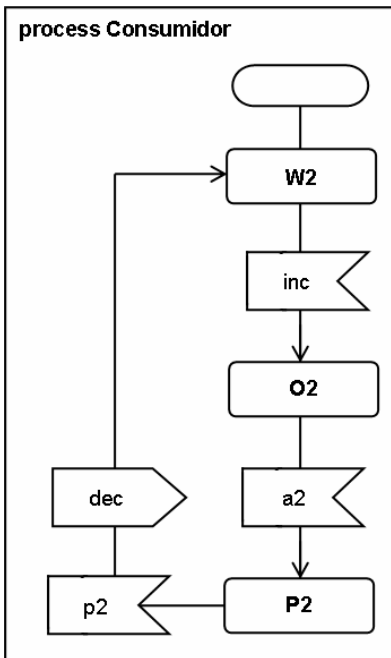 process Consumidor
W2
inc
O2
dec
a2
p2
P2